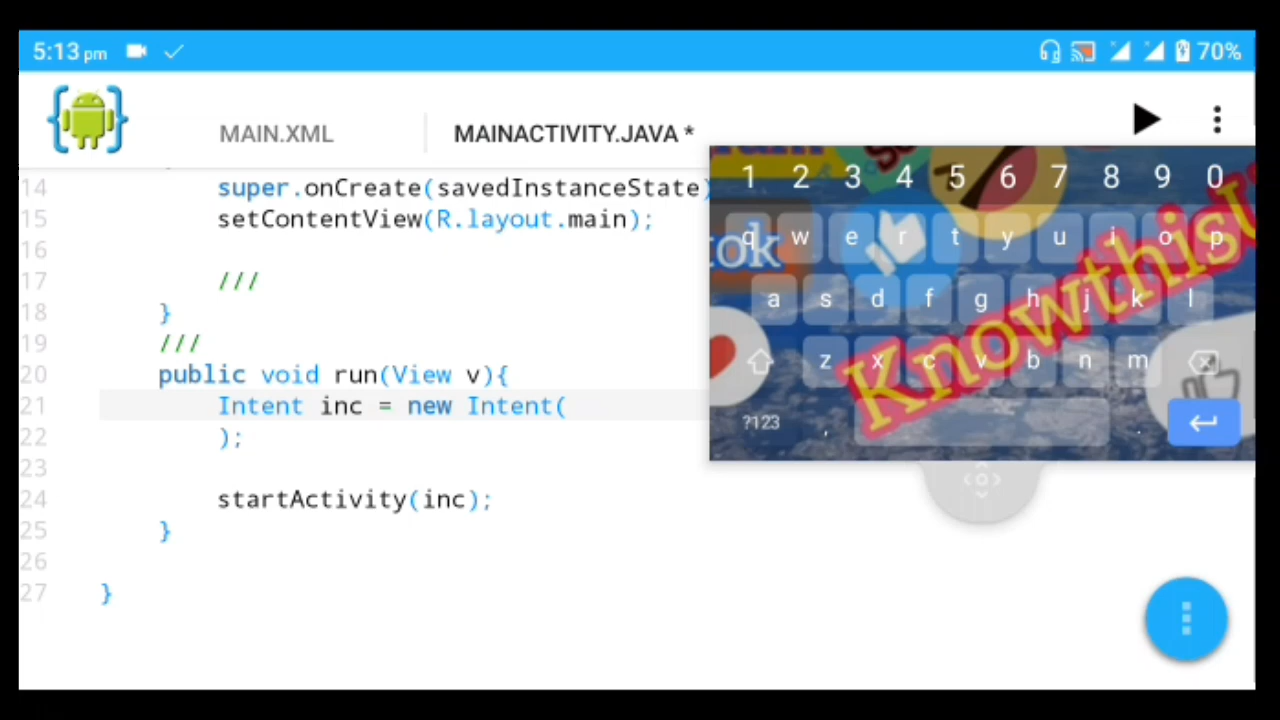 5:13 pm 70%
MAIN.XML MAINACTIVITY.JAVA *
14 super.onCreate(savedInstanceState)
15 setContentView(R.layout.main);
16
17 ///
18 }
19 ///
20 public void run(View v){
21 Intent inc = new Intent(
22 );
23
24 startActivity(inc);
25 }
26
27 }
1 2 3 4 5 6 7 8 9 0
q w e r t y u i o p
a s d f g h j k l
z x c v b n m
?123 , .
tok
Knowthis